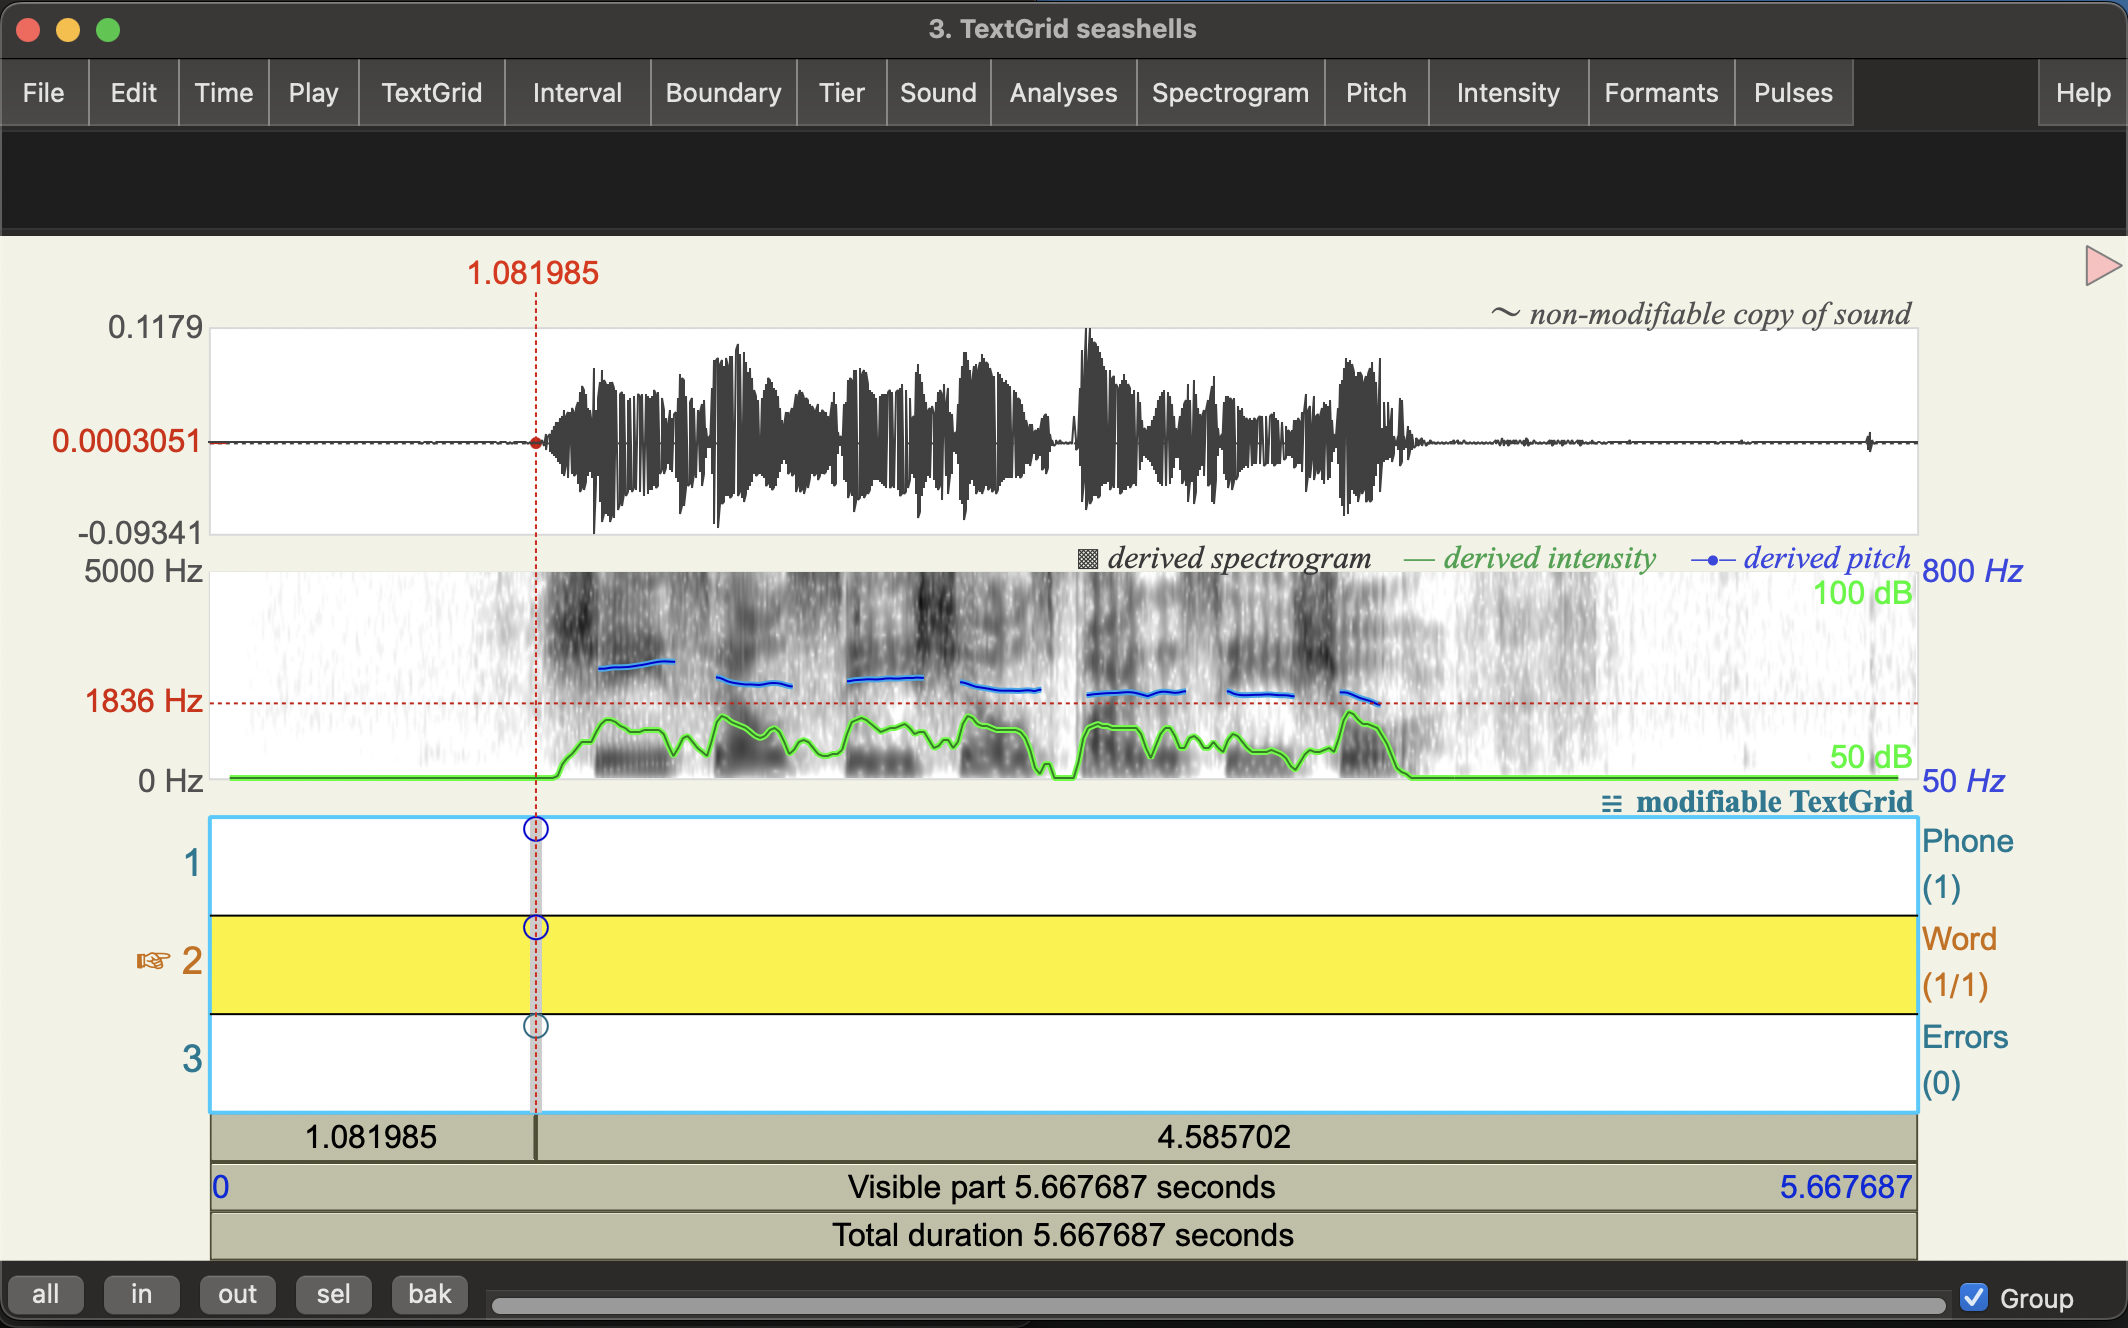 3. TextGrid seashells
File Edit Time Play TextGrid Interval Boundary Tier Sound Analyses Spectrogram Pitch Intensity Formants Pulses Help
1.081985
~ non-modifiable copy of sound
0.1179
0.0003051
-0.09341
derived spectrogram derived intensity derived pitch
5000 Hz 800 Hz
100 dB
1836 Hz
50 dB
0 Hz 50 Hz
modifiable TextGrid
1 Phone
(1)
☞ 2 Word
(1/1)
3 Errors
(0)
1.081985 4.585702
0 Visible part 5.667687 seconds 5.667687
Total duration 5.667687 seconds
all in out sel bak Group